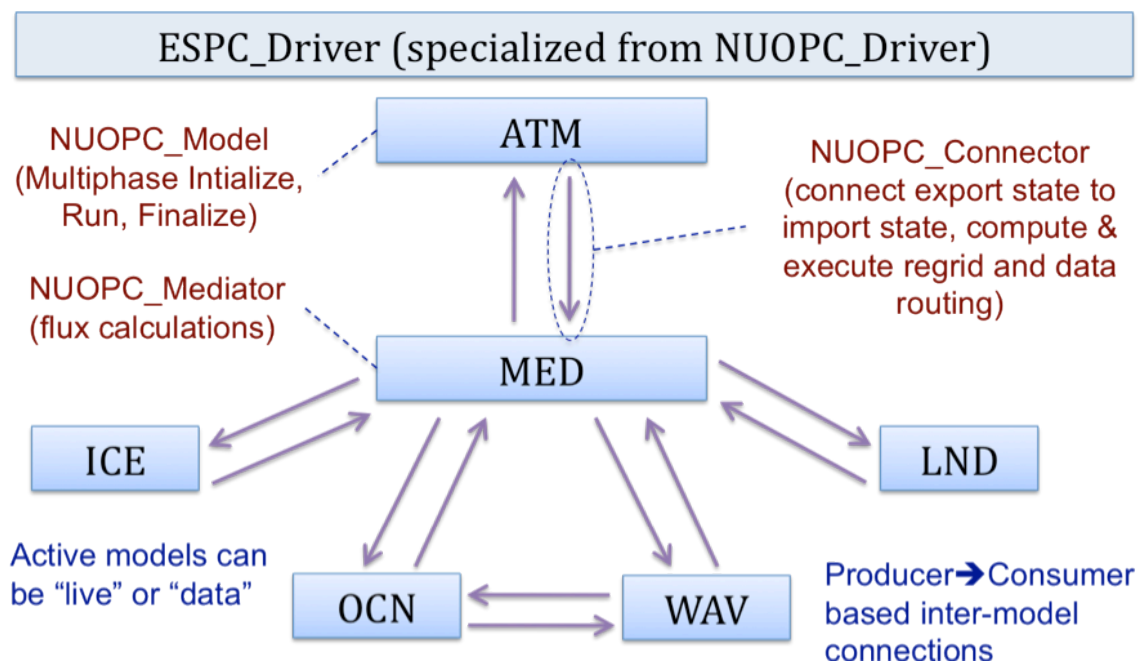 ESPC_Driver (specialized from NUOPC_Driver)
ATM
NUOPC_Model
(Multiphase Intialize,
Run, Finalize)
NUOPC_Connector
(connect export state to
import state, compute &
execute regrid and data
routing)
NUOPC_Mediator
(flux calculations)
MED
ICE
LND
Active models can
be “live” or “data”
OCN
WAV
Producer➔Consumer
based inter-model
connections